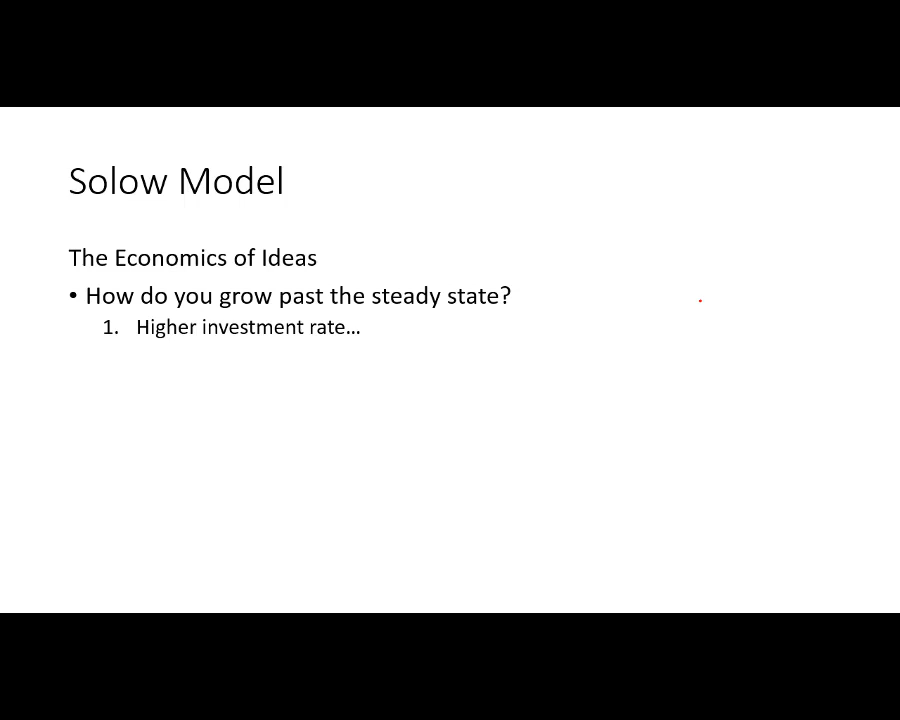 Solow Model
The Economics of Ideas
• How do you grow past the steady state?
1. Higher investment rate…